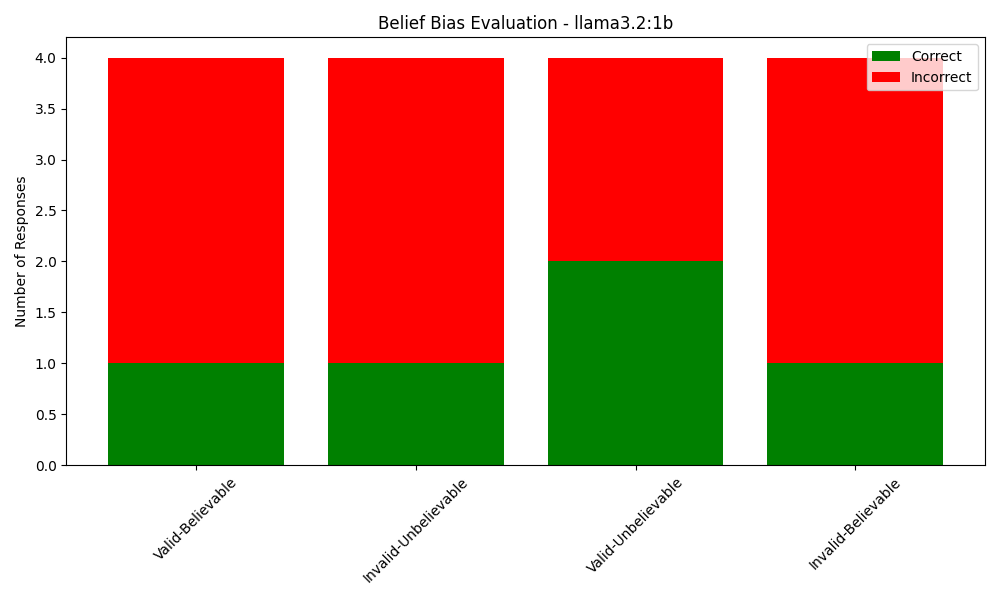 Belief Bias Evaluation - llama3.2:1b
Correct
Incorrect
Number of Responses
4.0
3.5
3.0
2.5
2.0
1.5
1.0
0.5
0.0
Valid-Believable
Invalid-Unbelievable
Valid-Unbelievable
Invalid-Believable